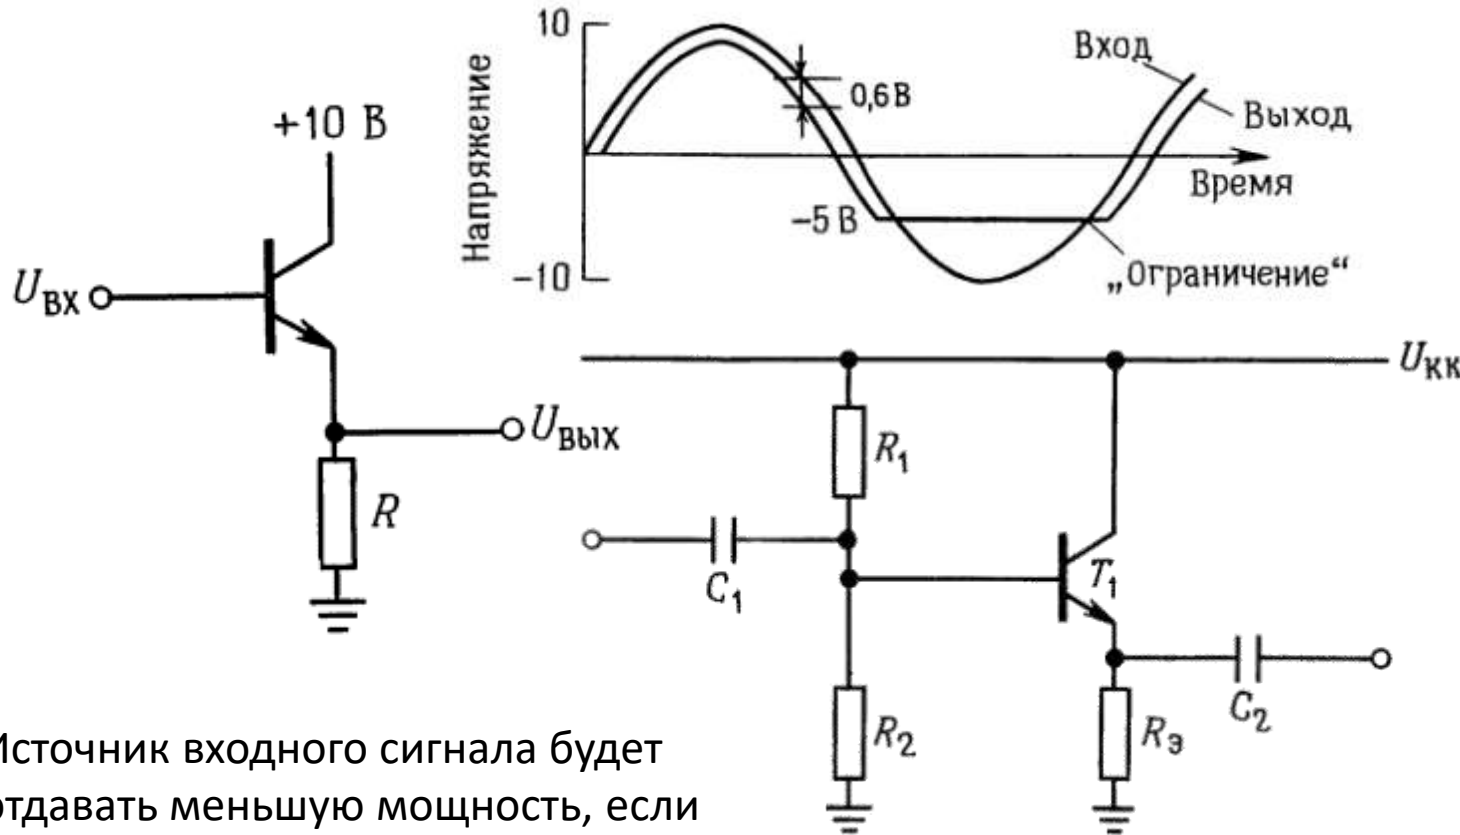 10
Напряжение
Вход
0,6 В
Выход
Время
–5 В
–10
„Ограничение“
+10 В
Uвх
Uвых
R
Uкк
R1
C1
T1
R2
Rэ
C2
Источник входного сигнала будет
отдавать меньшую мощность, если